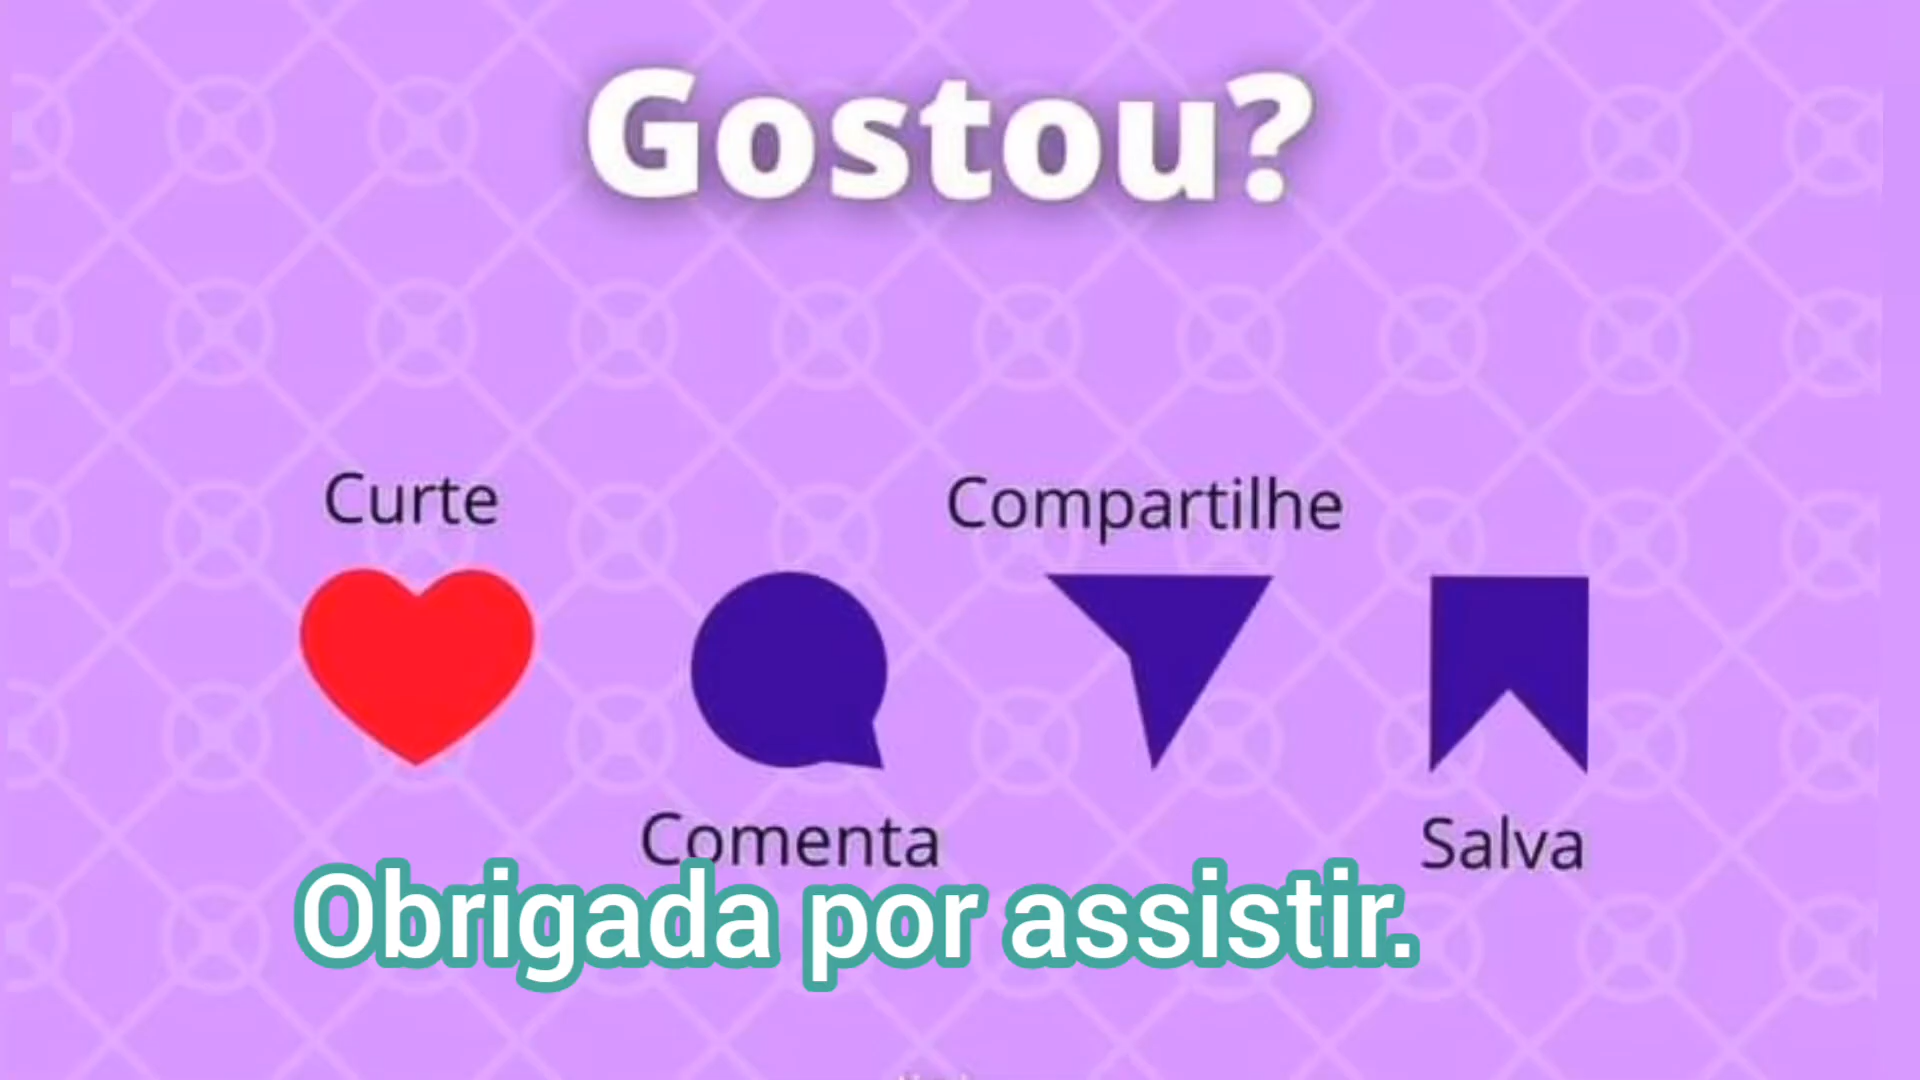 Gostou?
Curte
Compartilhe
Comenta
Salva
Obrigada por assistir.